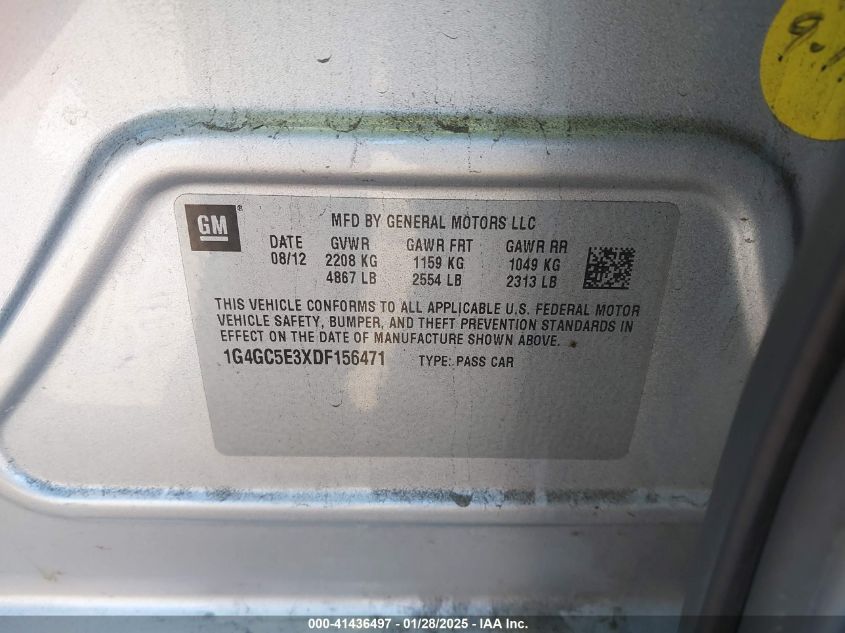 9.
GM®
MFD BY GENERAL MOTORS LLC
DATE GVWR GAWR FRT GAWR RR
08/12 2208 KG 1159 KG 1049 KG
4867 LB 2554 LB 2313 LB
THIS VEHICLE CONFORMS TO ALL APPLICABLE U.S. FEDERAL MOTOR
VEHICLE SAFETY, BUMPER, AND THEFT PREVENTION STANDARDS IN
EFFECT ON THE DATE OF MANUFACTURE SHOWN ABOVE.
1G4GC5E3XDF156471 TYPE: PASS CAR
000-41436497 - 01/28/2025 - IAA Inc.